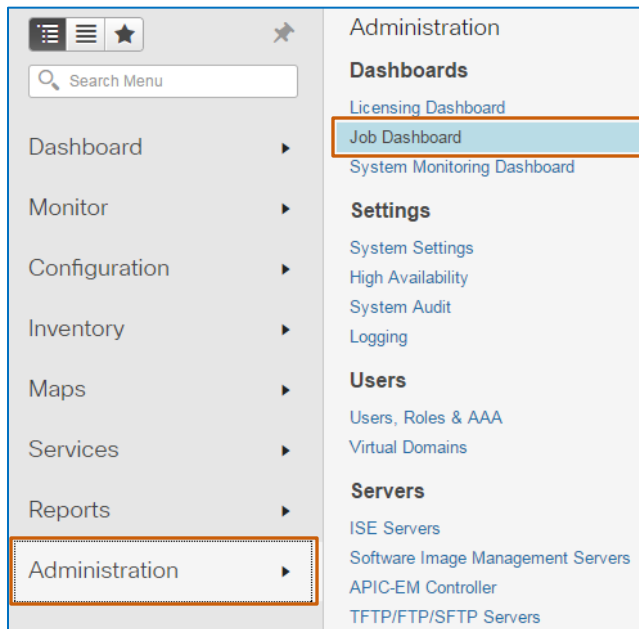 Search Menu
Dashboard
Monitor
Configuration
Inventory
Maps
Services
Reports
Administration
Administration
Dashboards
Licensing Dashboard
Job Dashboard
System Monitoring Dashboard
Settings
System Settings
High Availability
System Audit
Logging
Users
Users, Roles & AAA
Virtual Domains
Servers
ISE Servers
Software Image Management Servers
APIC-EM Controller
TFTP/FTP/SFTP Servers